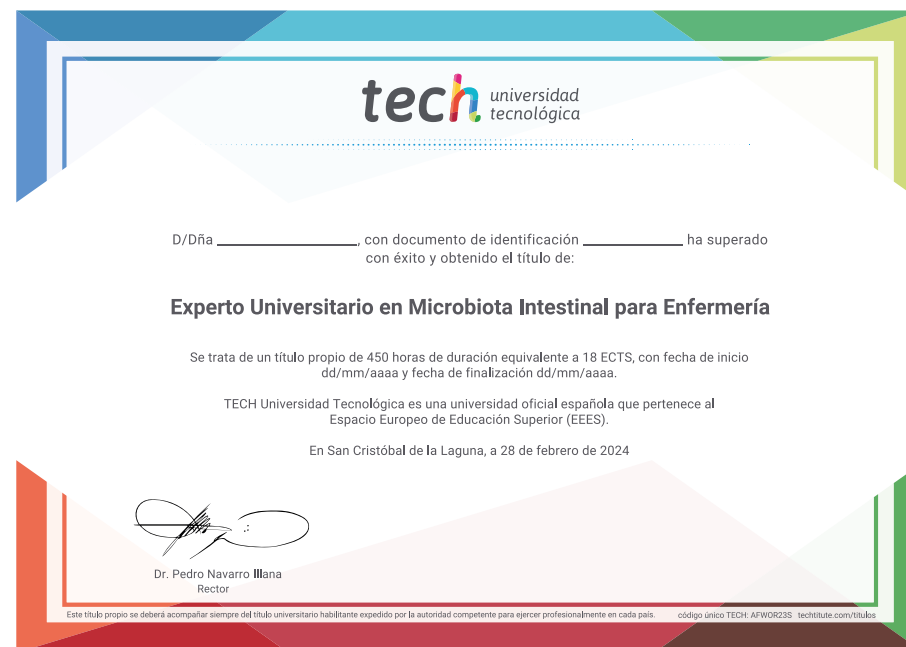 tech universidad
tecnológica
D/Dña ______________, con documento de identificación __________ ha superado
con éxito y obtenido el título de:
Experto Universitario en Microbiota Intestinal para Enfermería
Se trata de un título propio de 450 horas de duración equivalente a 18 ECTS, con fecha de inicio
dd/mm/aaaa y fecha de finalización dd/mm/aaaa.
TECH Universidad Tecnológica es una universidad oficial española que pertenece al
Espacio Europeo de Educación Superior (EEES).
En San Cristóbal de la Laguna, a 28 de febrero de 2024
Dr. Pedro Navarro Illana
Rector
Este título propio se deberá acompañar siempre del título universitario habilitante expedido por la autoridad competente para ejercer profesionalmente en cada país. código único TECH: AFWOR23S techtitute.com/titulos